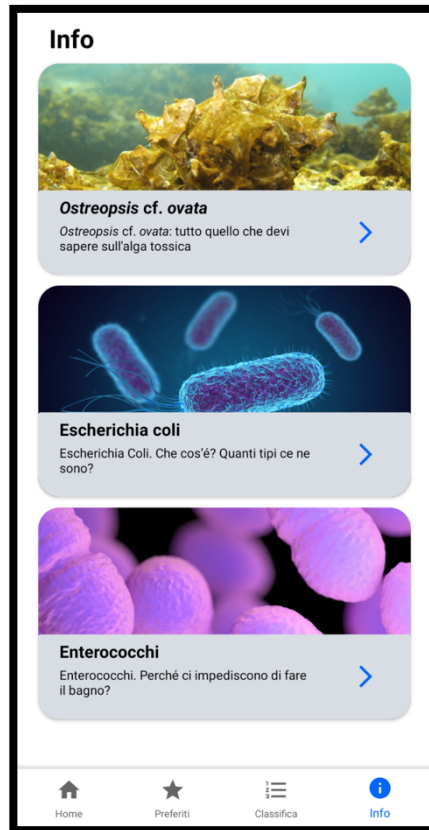 Info
Ostreopsis cf. ovata
Ostreopsis cf. ovata: tutto quello che devi
sapere sull'alga tossica
Escherichia coli
Escherichia Coli. Che cos'é? Quanti tipi ce ne
sono?
Enterococchi
Enterococchi. Perché ci impediscono di fare
il bagno?
Home
Preferiti
Classifica
Info